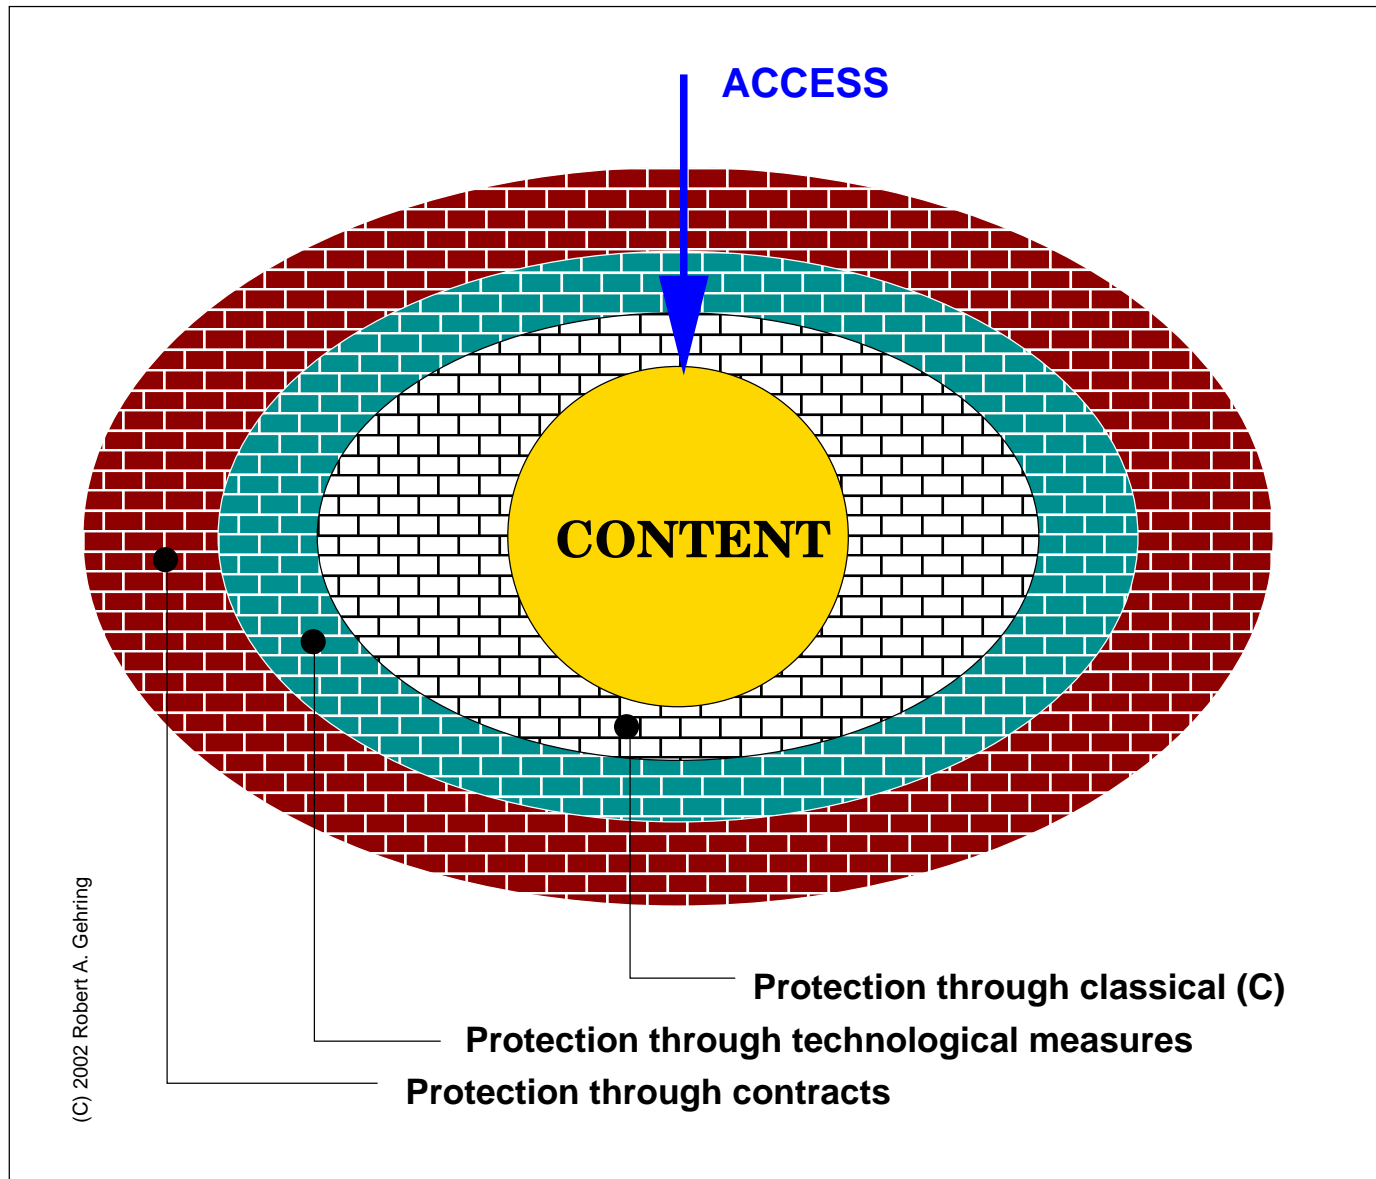 ACCESS
CONTENT
Protection through classical (C)
Protection through technological measures
Protection through contracts
(C) 2002 Robert A. Gehring